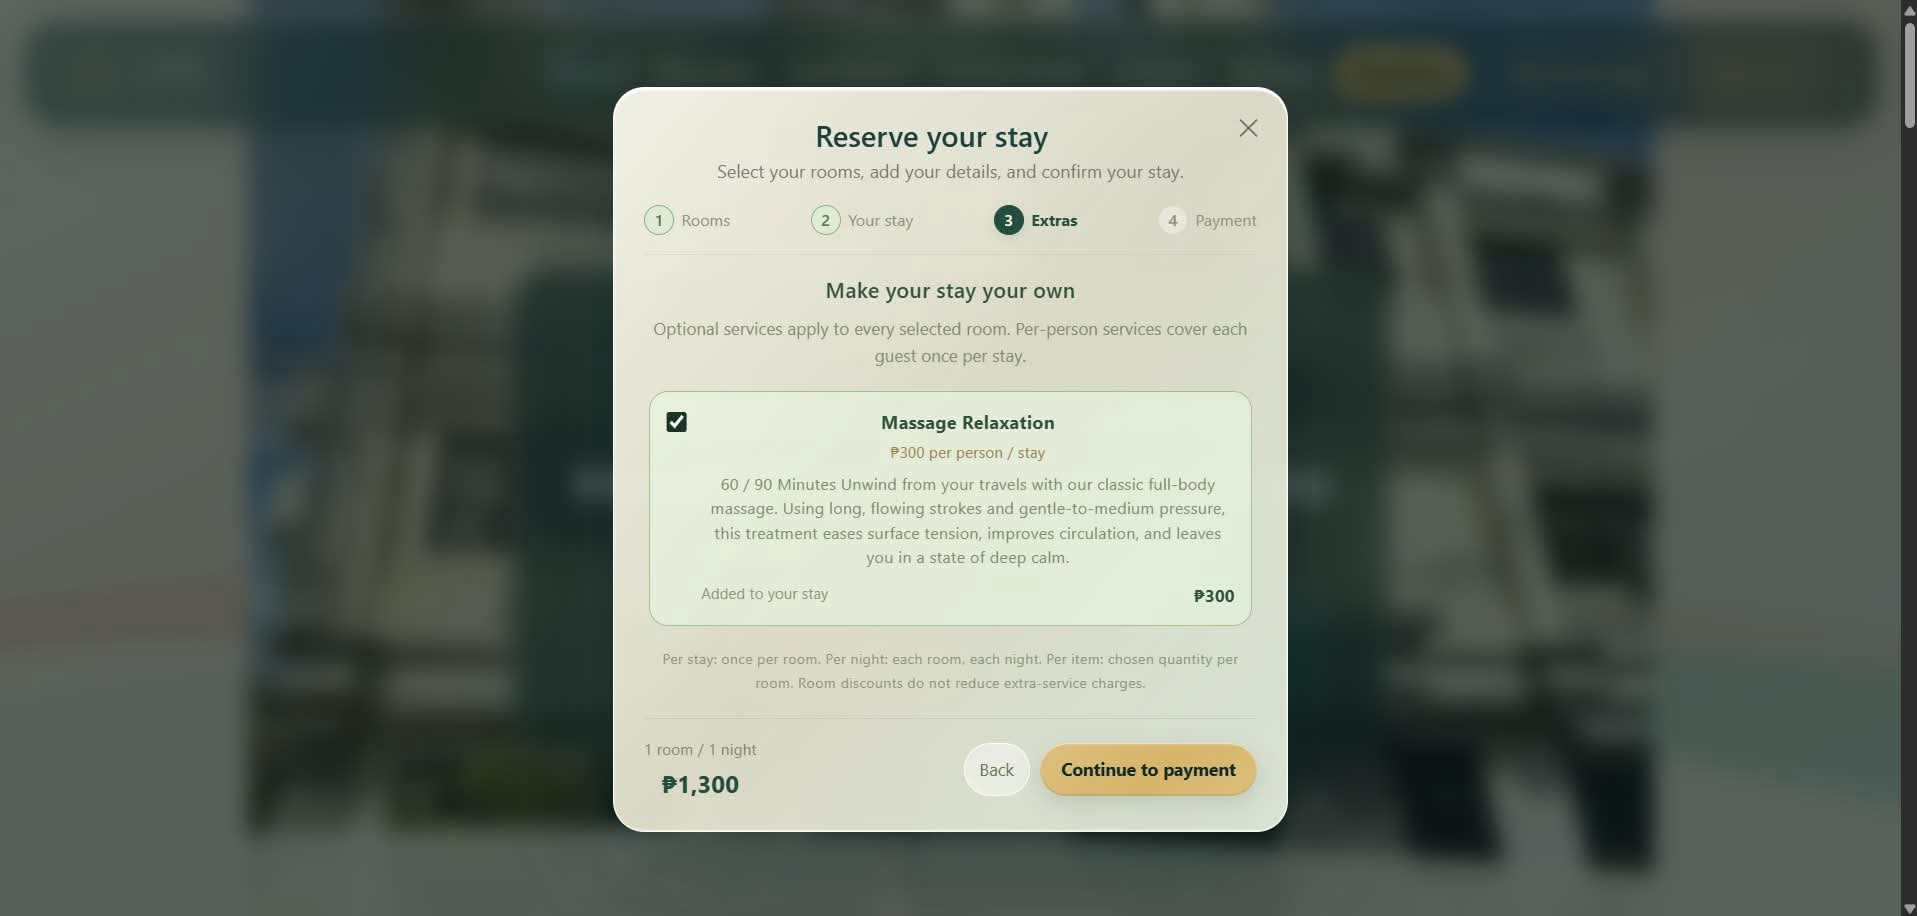 Reserve your stay
Select your rooms, add your details, and confirm your stay.
1 Rooms
2 Your stay
3 Extras
4 Payment
Make your stay your own
Optional services apply to every selected room. Per-person services cover each
guest once per stay.
Massage Relaxation
₱300 per person / stay
60 / 90 Minutes Unwind from your travels with our classic full-body
massage. Using long, flowing strokes and gentle-to-medium pressure,
this treatment eases surface tension, improves circulation, and leaves
you in a state of deep calm.
Added to your stay
₱300
Per stay: once per room. Per night: each room, each night. Per item: chosen quantity per
room. Room discounts do not reduce extra-service charges.
1 room / 1 night
₱1,300
Back
Continue to payment